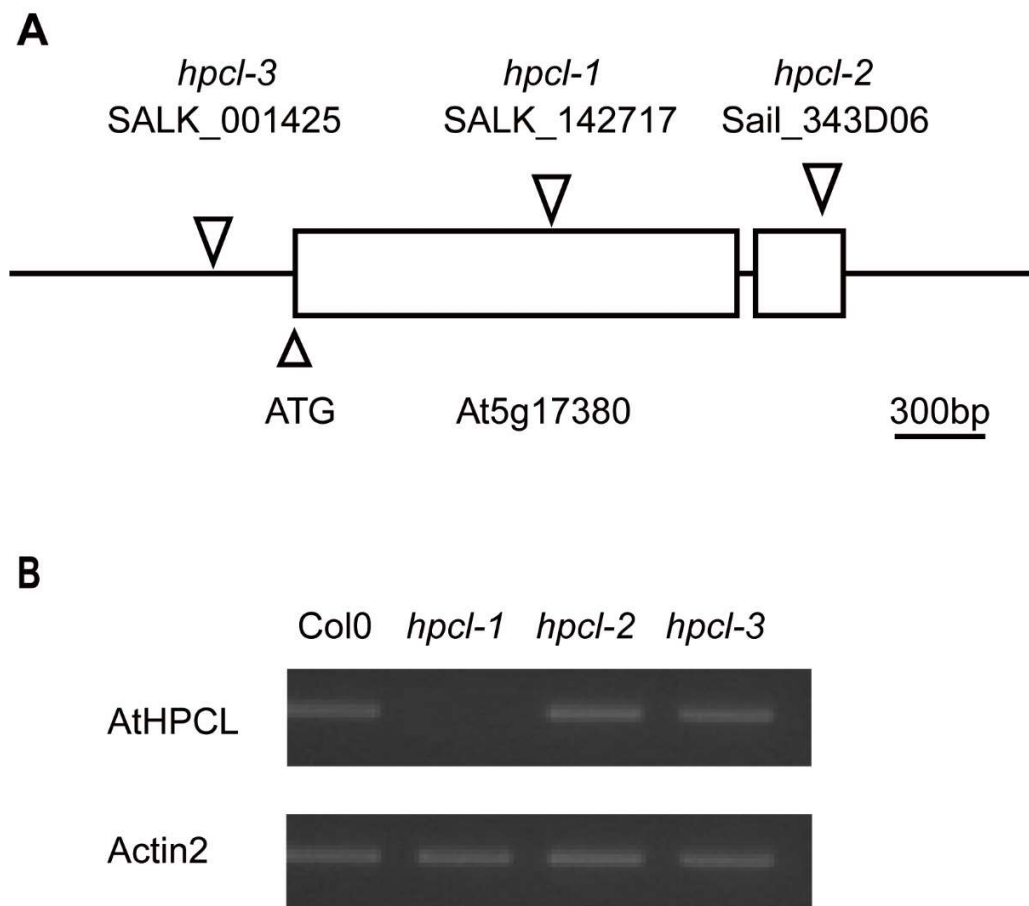 A
hpcl-3 hpcl-1 hpcl-2
SALK_001425 SALK_142717 Sail_343D06
ATG At5g17380 300bp
B
Col0 hpcl-1 hpcl-2 hpcl-3
AtHPCL
Actin2